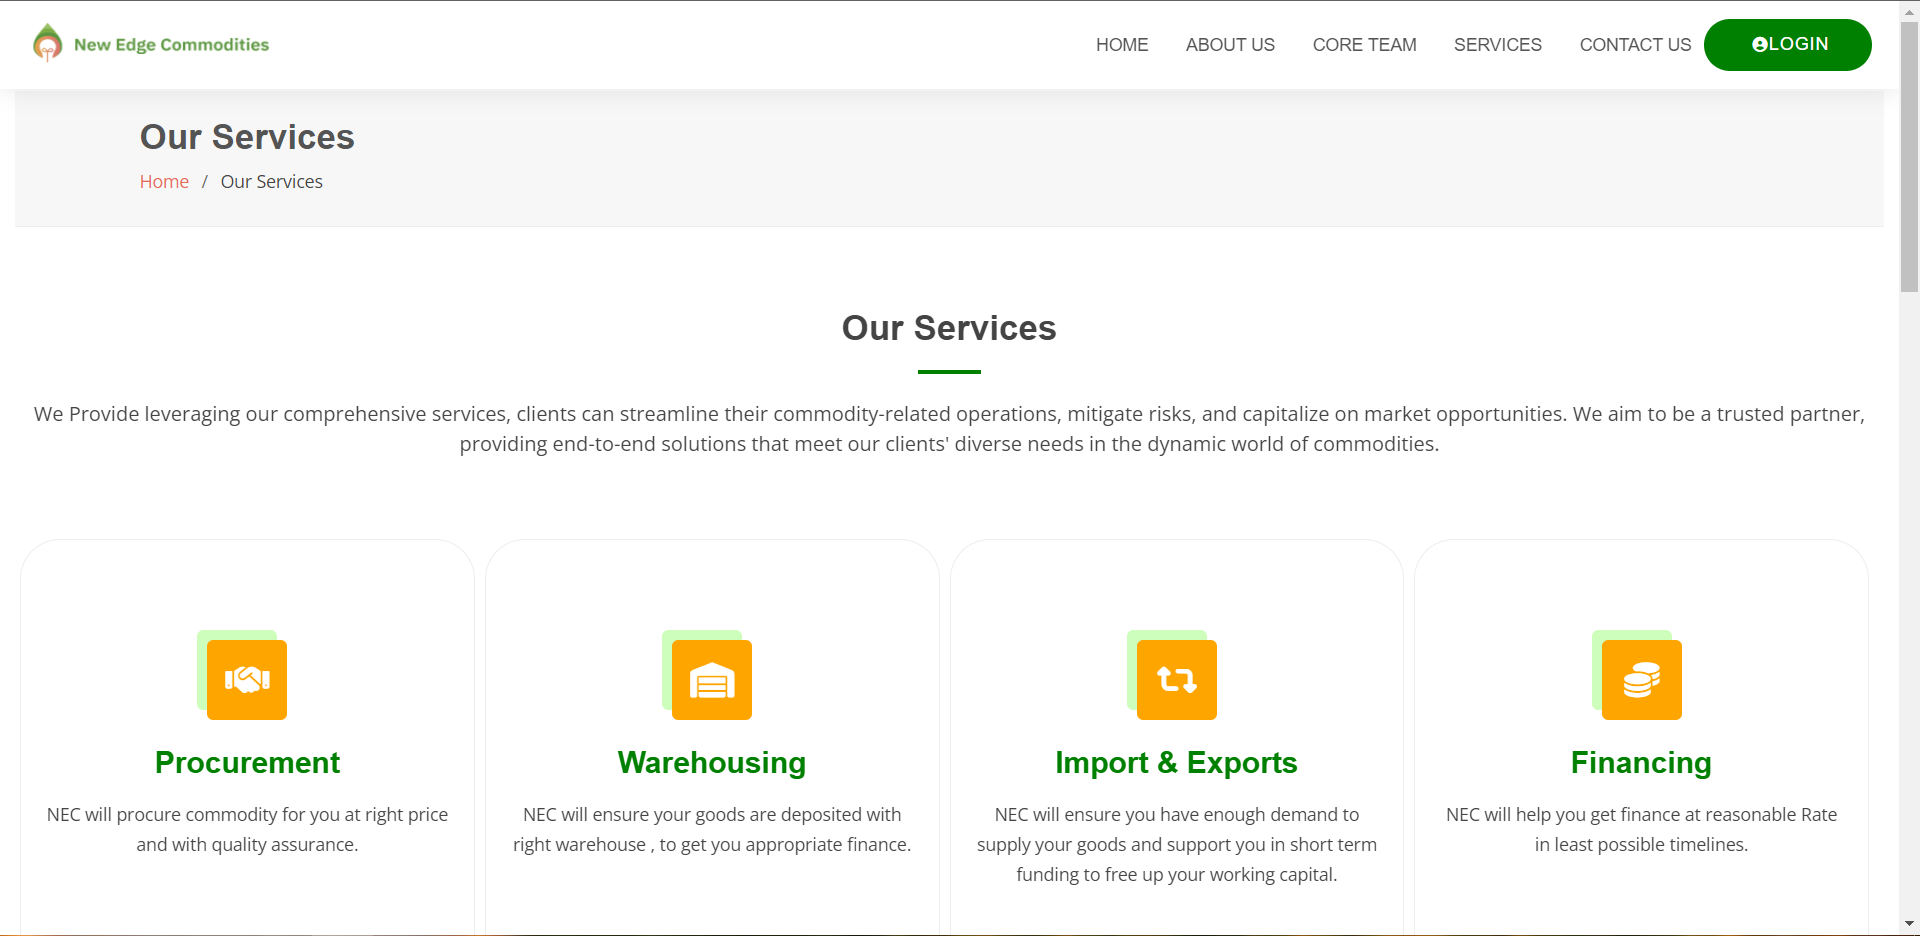 New Edge Commodities
HOME ABOUT US CORE TEAM SERVICES CONTACT US LOGIN
Our Services
Home / Our Services
Our Services
We Provide leveraging our comprehensive services, clients can streamline their commodity-related operations, mitigate risks, and capitalize on market opportunities. We aim to be a trusted partner,
providing end-to-end solutions that meet our clients' diverse needs in the dynamic world of commodities.
Procurement
NEC will procure commodity for you at right price
and with quality assurance.
Warehousing
NEC will ensure your goods are deposited with
right warehouse , to get you appropriate finance.
Import & Exports
NEC will ensure you have enough demand to
supply your goods and support you in short term
funding to free up your working capital.
Financing
NEC will help you get finance at reasonable Rate
in least possible timelines.